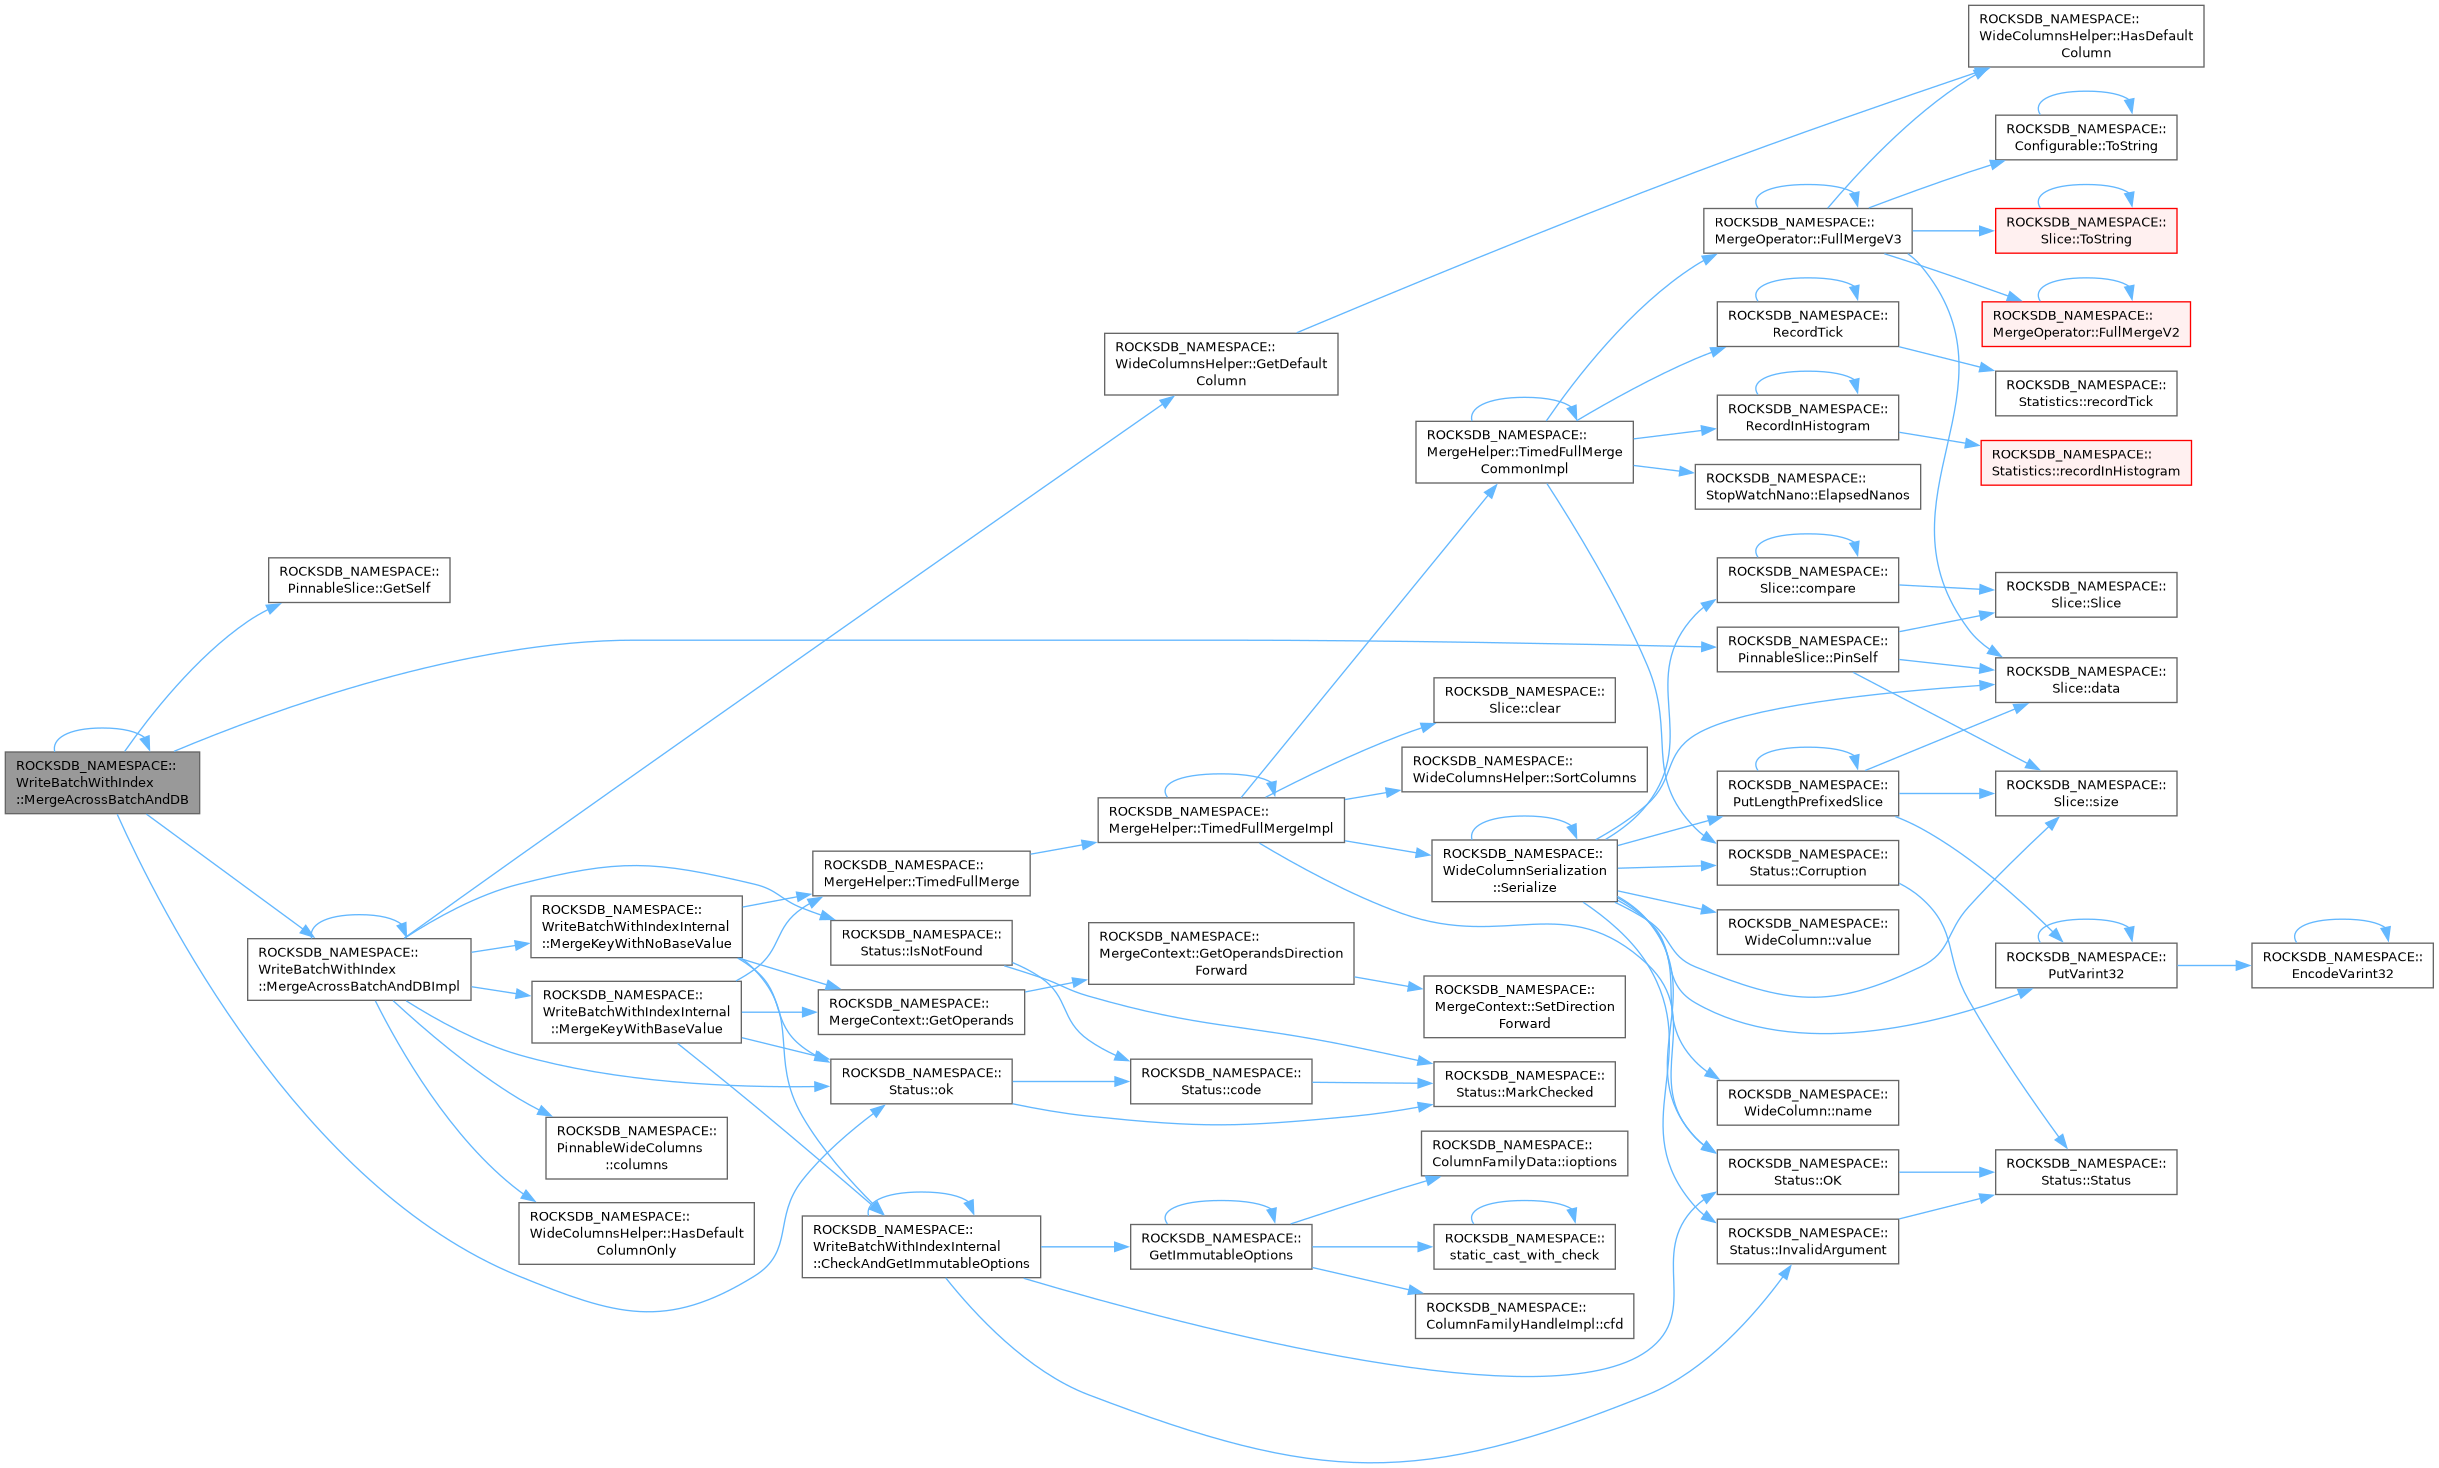 ROCKSDB_NAMESPACE::
WriteBatchWithIndex
::MergeAcrossBatchAndDB
ROCKSDB_NAMESPACE::
PinnableSlice::GetSelf
ROCKSDB_NAMESPACE::
WriteBatchWithIndex
::MergeAcrossBatchAndDBImpl
ROCKSDB_NAMESPACE::
WriteBatchWithIndexInternal
::MergeKeyWithNoBaseValue
ROCKSDB_NAMESPACE::
WriteBatchWithIndexInternal
::MergeKeyWithBaseValue
ROCKSDB_NAMESPACE::
PinnableWideColumns
::columns
ROCKSDB_NAMESPACE::
WideColumnsHelper::HasDefault
ColumnOnly
ROCKSDB_NAMESPACE::
MergeHelper::TimedFullMerge
ROCKSDB_NAMESPACE::
Status::IsNotFound
ROCKSDB_NAMESPACE::
MergeContext::GetOperands
ROCKSDB_NAMESPACE::
Status::ok
ROCKSDB_NAMESPACE::
WriteBatchWithIndexInternal
::CheckAndGetImmutableOptions
ROCKSDB_NAMESPACE::
WideColumnsHelper::GetDefault
Column
ROCKSDB_NAMESPACE::
MergeHelper::TimedFullMergeImpl
ROCKSDB_NAMESPACE::
MergeContext::GetOperandsDirection
Forward
ROCKSDB_NAMESPACE::
Status::code
ROCKSDB_NAMESPACE::
GetImmutableOptions
ROCKSDB_NAMESPACE::
MergeHelper::TimedFullMerge
CommonImpl
ROCKSDB_NAMESPACE::
Slice::clear
ROCKSDB_NAMESPACE::
WideColumnsHelper::SortColumns
ROCKSDB_NAMESPACE::
WideColumnSerialization
::Serialize
ROCKSDB_NAMESPACE::
MergeContext::SetDirection
Forward
ROCKSDB_NAMESPACE::
Status::MarkChecked
ROCKSDB_NAMESPACE::
ColumnFamilyData::ioptions
ROCKSDB_NAMESPACE::
static_cast_with_check
ROCKSDB_NAMESPACE::
ColumnFamilyHandleImpl::cfd
ROCKSDB_NAMESPACE::
MergeOperator::FullMergeV3
ROCKSDB_NAMESPACE::
RecordTick
ROCKSDB_NAMESPACE::
RecordInHistogram
ROCKSDB_NAMESPACE::
StopWatchNano::ElapsedNanos
ROCKSDB_NAMESPACE::
Slice::compare
ROCKSDB_NAMESPACE::
PinnableSlice::PinSelf
ROCKSDB_NAMESPACE::
PutLengthPrefixedSlice
ROCKSDB_NAMESPACE::
Status::Corruption
ROCKSDB_NAMESPACE::
WideColumn::value
ROCKSDB_NAMESPACE::
WideColumn::name
ROCKSDB_NAMESPACE::
Status::OK
ROCKSDB_NAMESPACE::
Status::InvalidArgument
ROCKSDB_NAMESPACE::
WideColumnsHelper::HasDefault
Column
ROCKSDB_NAMESPACE::
Configurable::ToString
ROCKSDB_NAMESPACE::
Slice::ToString
ROCKSDB_NAMESPACE::
MergeOperator::FullMergeV2
ROCKSDB_NAMESPACE::
Statistics::recordTick
ROCKSDB_NAMESPACE::
Statistics::recordInHistogram
ROCKSDB_NAMESPACE::
Slice::Slice
ROCKSDB_NAMESPACE::
Slice::data
ROCKSDB_NAMESPACE::
Slice::size
ROCKSDB_NAMESPACE::
PutVarint32
ROCKSDB_NAMESPACE::
Status::Status
ROCKSDB_NAMESPACE::
EncodeVarint32